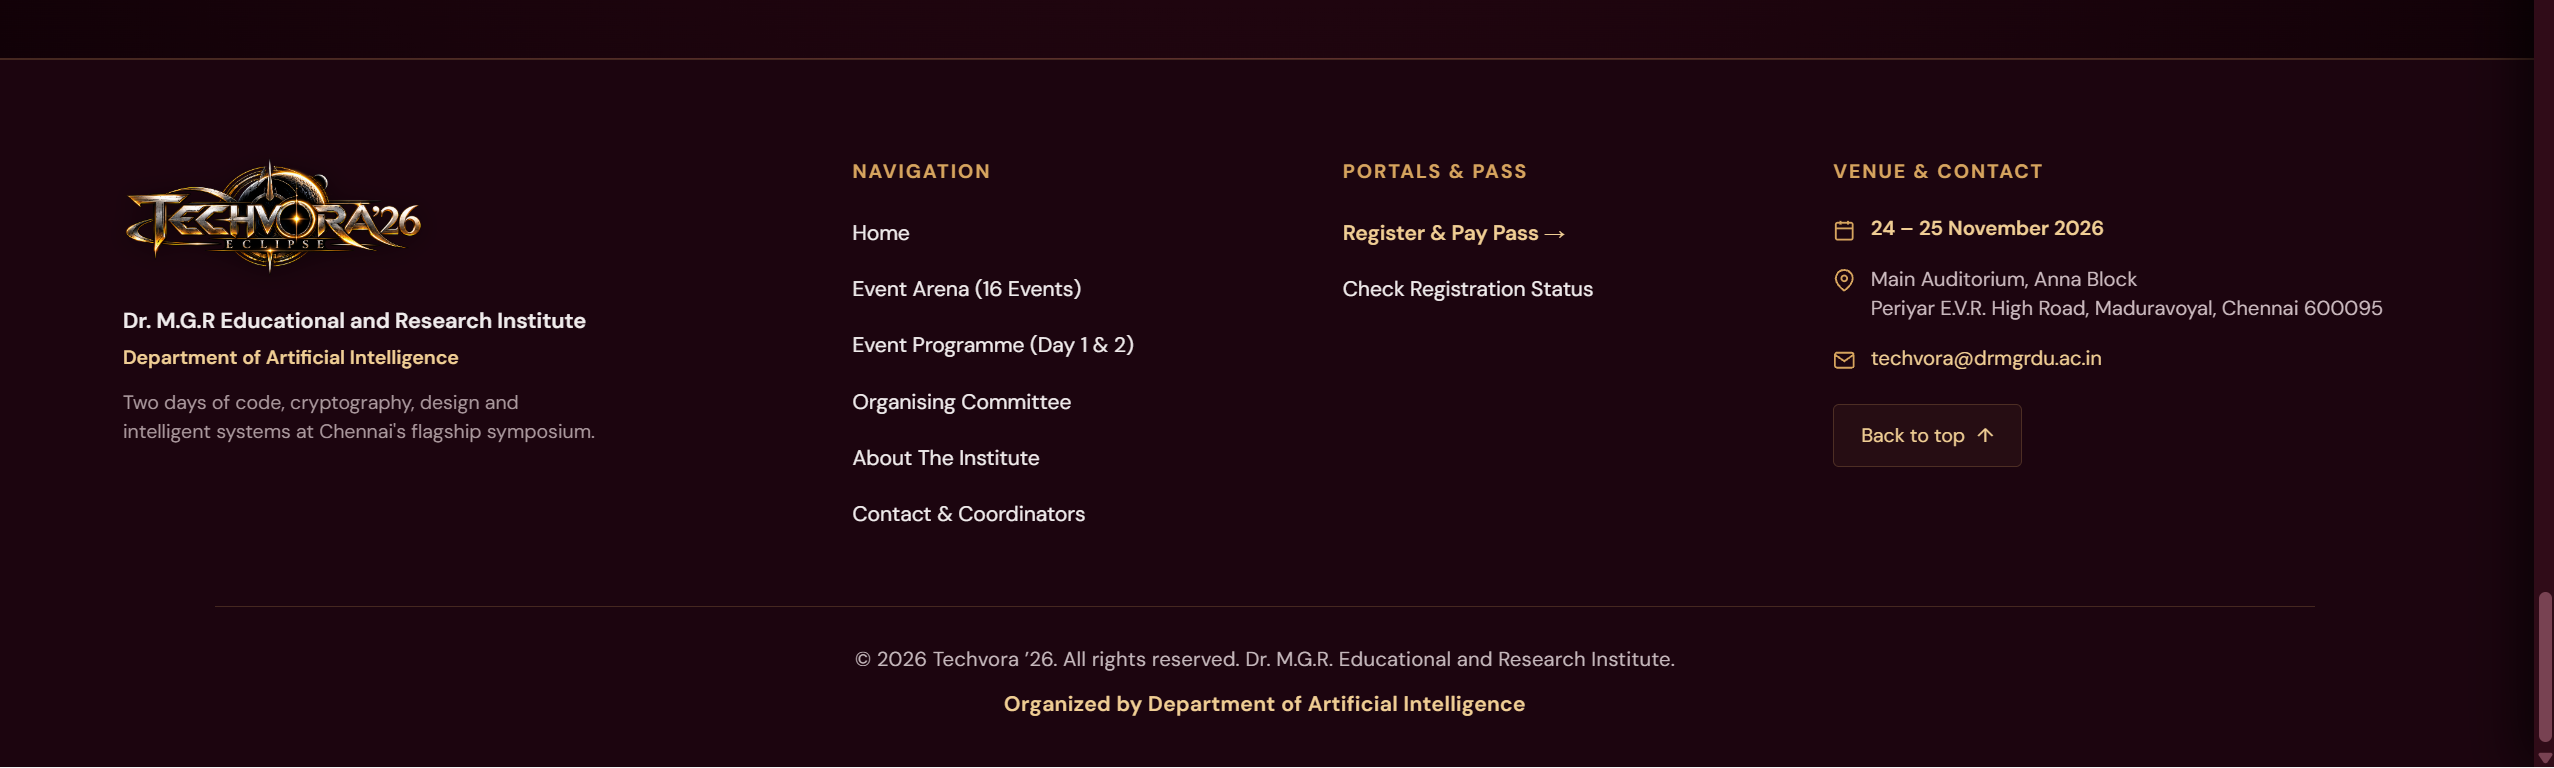 TECHVORA’26
ECLIPSE
Dr. M.G.R Educational and Research Institute
Department of Artificial Intelligence
Two days of code, cryptography, design and
intelligent systems at Chennai's flagship symposium.
NAVIGATION
Home
Event Arena (16 Events)
Event Programme (Day 1 & 2)
Organising Committee
About The Institute
Contact & Coordinators
PORTALS & PASS
Register & Pay Pass →
Check Registration Status
VENUE & CONTACT
24 – 25 November 2026
Main Auditorium, Anna Block
Periyar E.V.R. High Road, Maduravoyal, Chennai 600095
techvora@drmgrdu.ac.in
Back to top ↑
© 2026 Techvora ’26. All rights reserved. Dr. M.G.R. Educational and Research Institute.
Organized by Department of Artificial Intelligence